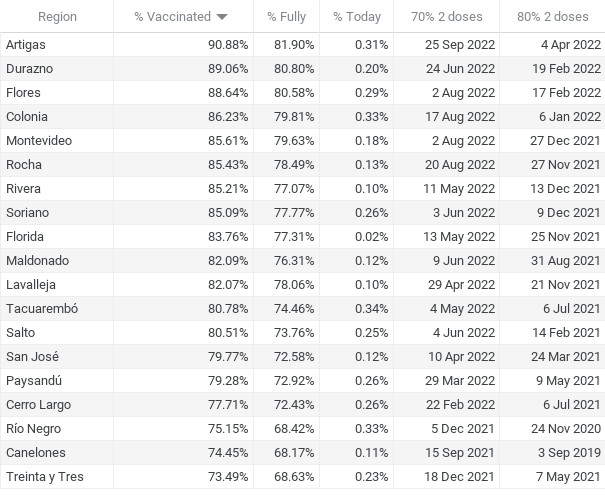 Region % Vaccinated % Fully % Today 70% 2 doses 80% 2 doses
Artigas 90.88% 81.90% 0.31% 25 Sep 2022 4 Apr 2022
Durazno 89.06% 80.80% 0.20% 24 Jun 2022 19 Feb 2022
Flores 88.64% 80.58% 0.29% 2 Aug 2022 17 Feb 2022
Colonia 86.23% 79.81% 0.33% 17 Aug 2022 6 Jan 2022
Montevideo 85.61% 79.63% 0.18% 2 Aug 2022 27 Dec 2021
Rocha 85.43% 78.49% 0.13% 20 Aug 2022 27 Nov 2021
Rivera 85.21% 77.07% 0.10% 11 May 2022 13 Dec 2021
Soriano 85.09% 77.77% 0.26% 3 Jun 2022 9 Dec 2021
Florida 83.76% 77.31% 0.02% 13 May 2022 25 Nov 2021
Maldonado 82.09% 76.31% 0.12% 9 Jun 2022 31 Aug 2021
Lavalleja 82.07% 78.06% 0.10% 29 Apr 2022 21 Nov 2021
Tacuarembó 80.78% 74.46% 0.34% 4 May 2022 6 Jul 2021
Salto 80.51% 73.76% 0.25% 4 Jun 2022 14 Feb 2021
San José 79.77% 72.58% 0.12% 10 Apr 2022 24 Mar 2021
Paysandú 79.28% 72.92% 0.26% 29 Mar 2022 9 May 2021
Cerro Largo 77.71% 72.43% 0.26% 22 Feb 2022 6 Jul 2021
Río Negro 75.15% 68.42% 0.33% 5 Dec 2021 24 Nov 2020
Canelones 74.45% 68.17% 0.11% 15 Sep 2021 3 Sep 2019
Treinta y Tres 73.49% 68.63% 0.23% 18 Dec 2021 7 May 2021